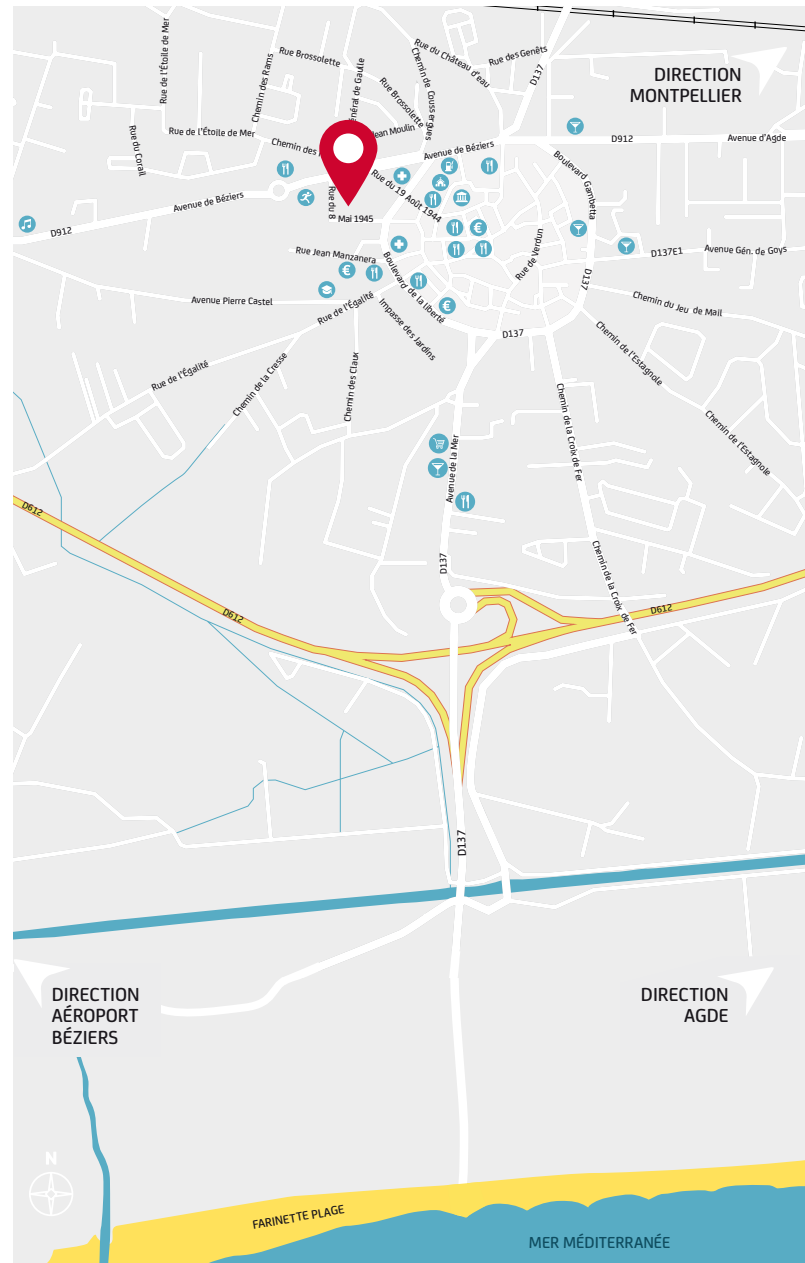 Rue de l'Étoile de Mer
Chemin des Rams
Rue Brossolette
Rue du Château d'eau
Chemin de Coussergues
Rue des Genêts
D137
DIRECTION
MONTPELLIER
Rue du Corail
Rue de l'Étoile de Mer
Chemin des
Général de Gaulle
Rue Brossolette
Jean Moulin
Avenue de Béziers
D912
Avenue d'Agde
Boulevard Gambetta
Avenue de Béziers
D912
Rue du 8
Mai 1945
Rue du 19 Août 1944
Rue de Verdun
D137E1
Avenue Gén. de Goys
Rue Jean Manzanera
Boulevard de la liberté
D137
Avenue Pierre Castel
Rue de l'Égalité
Impasse des Jardins
D137
Chemin du Jeu de Mail
Chemin de l'Estagnole
Rue de l'Égalité
Chemin de la Cresse
Chemin des Claux
Chemin de la Croix de Fer
Chemin de l'Estagnole
Avenue de la Mer
D612
D137
Chemin de la Croix de Fer
D612
D612
D137
DIRECTION
AÉROPORT
BÉZIERS
DIRECTION
AGDE
N
FARINETTE PLAGE
MER MÉDITERRANÉE